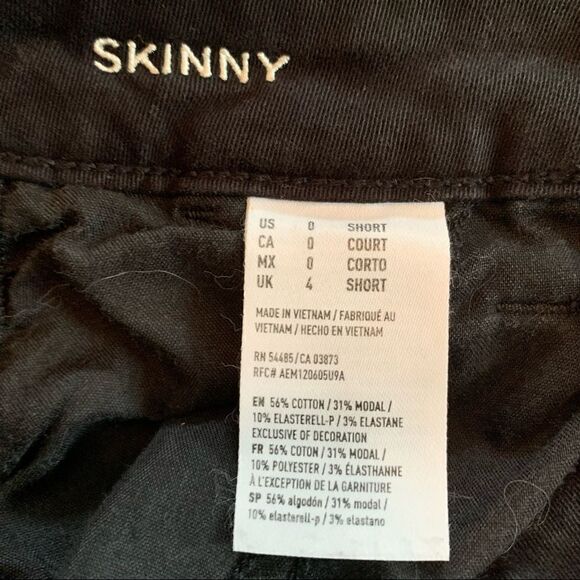 SKINNY
US 0 SHORT
CA 0 COURT
MX 0 CORTO
UK 4 SHORT
MADE IN VIETNAM / FABRIQUÉ AU
VIETNAM / HECHO EN VIETNAM
RN 54485/CA 03873
RFC# AEM120605U9A
EN 56% COTTON / 31% MODAL /
10% ELASTERELL-P / 3% ELASTANE
EXCLUSIVE OF DECORATION
FR 56% COTON / 31% MODAL /
10% POLYESTER / 3% ÉLASTHANNE
À L'EXCEPTION DE LA GARNITURE
SP 56% algodón / 31% modal /
10% elasterell-p / 3% elastano